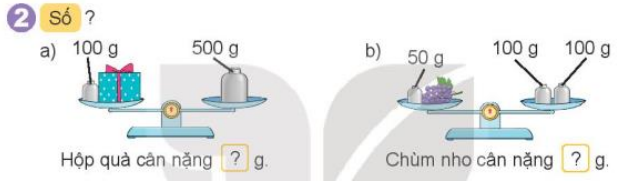 2 Số ?
a) 100 g 500 g
b) 50 g 100 g 100 g
Hộp quà cân nặng ? g.
Chùm nho cân nặng ? g.